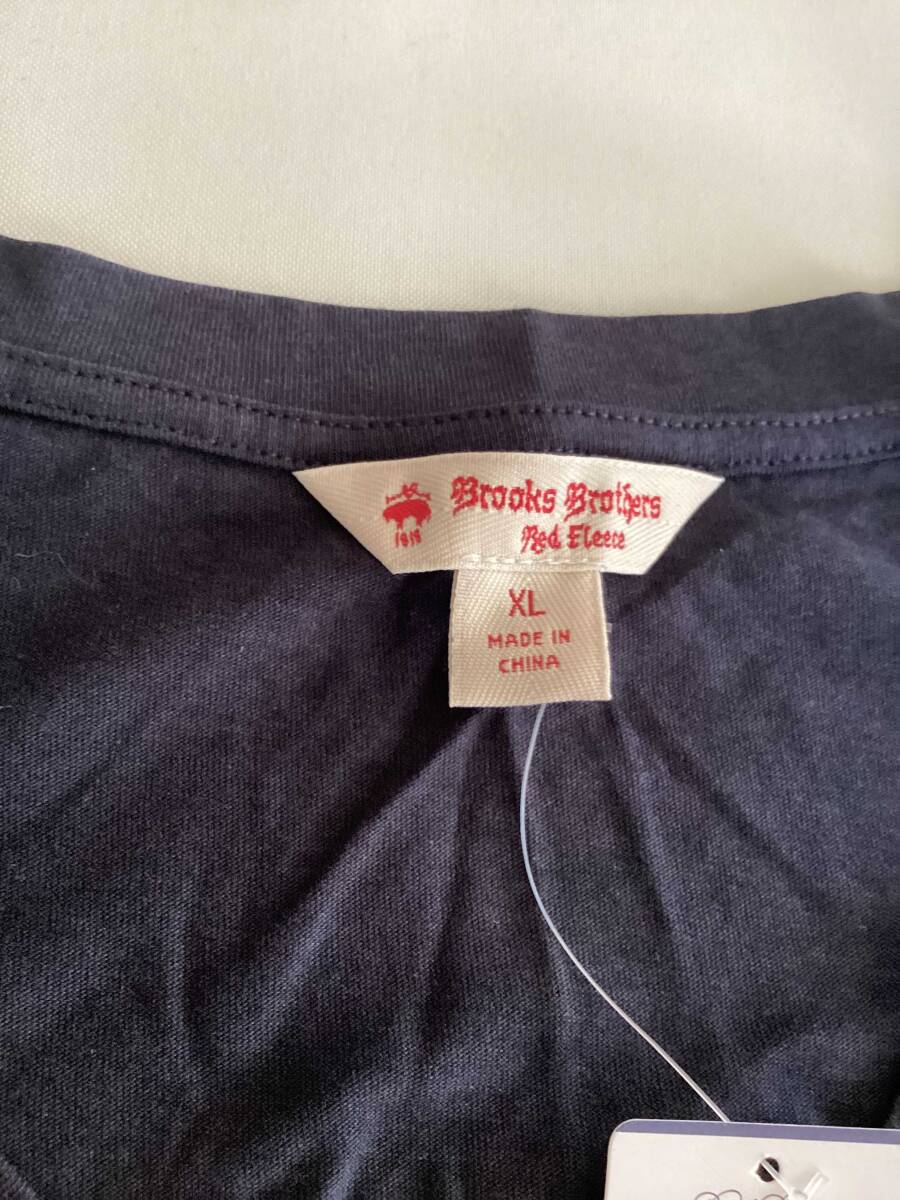 Brooks Brothers
Red Fleece
1818
XL
MADE IN
CHINA